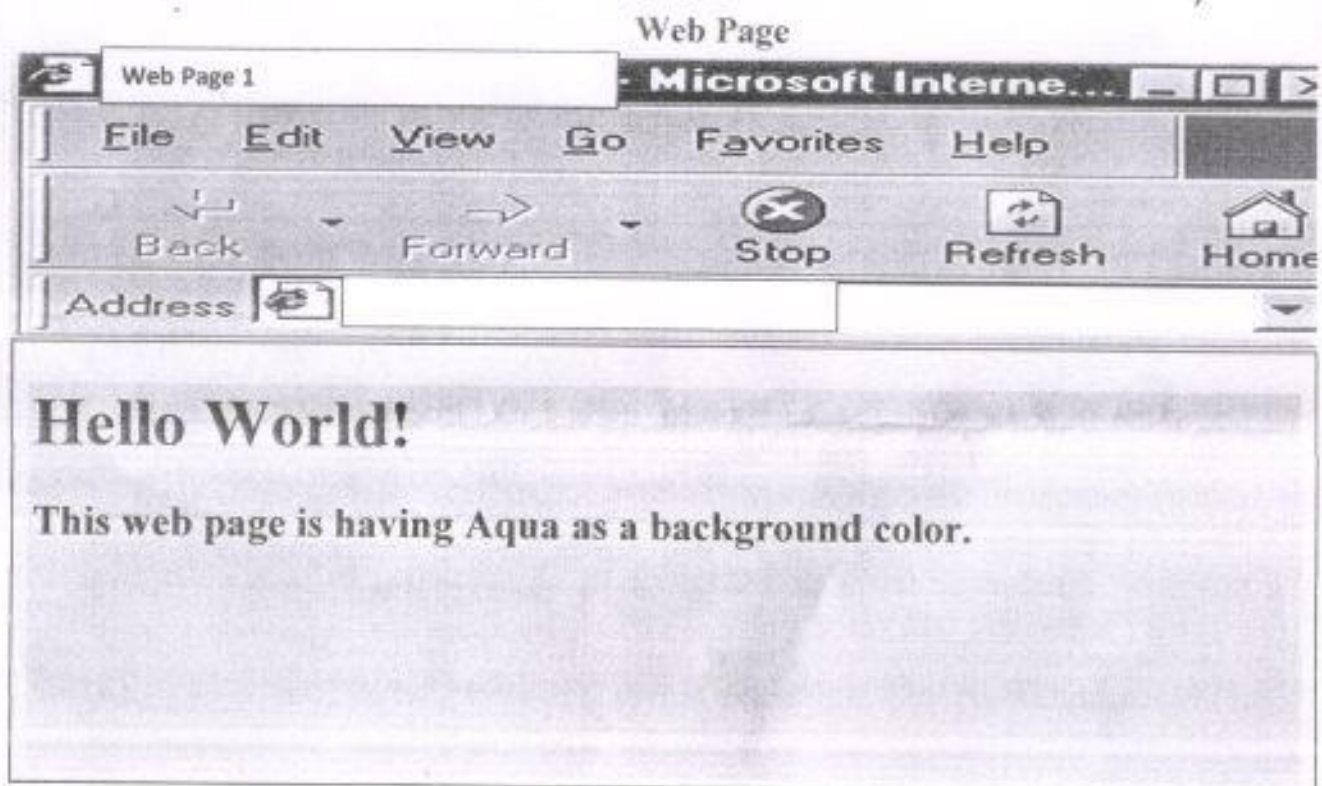 Web Page
Web Page 1 - Microsoft Interne...
File Edit View Go Favorites Help
Back Forward Stop Refresh Home
Address
Hello World!
This web page is having Aqua as a background color.